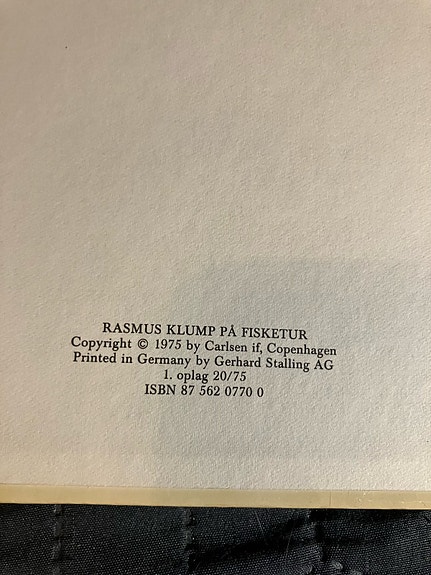 RASMUS KLUMP PÅ FISKETUR
Copyright © 1975 by Carlsen if, Copenhagen
Printed in Germany by Gerhard Stalling AG
1. oplag 20/75
ISBN 87 562 0770 0